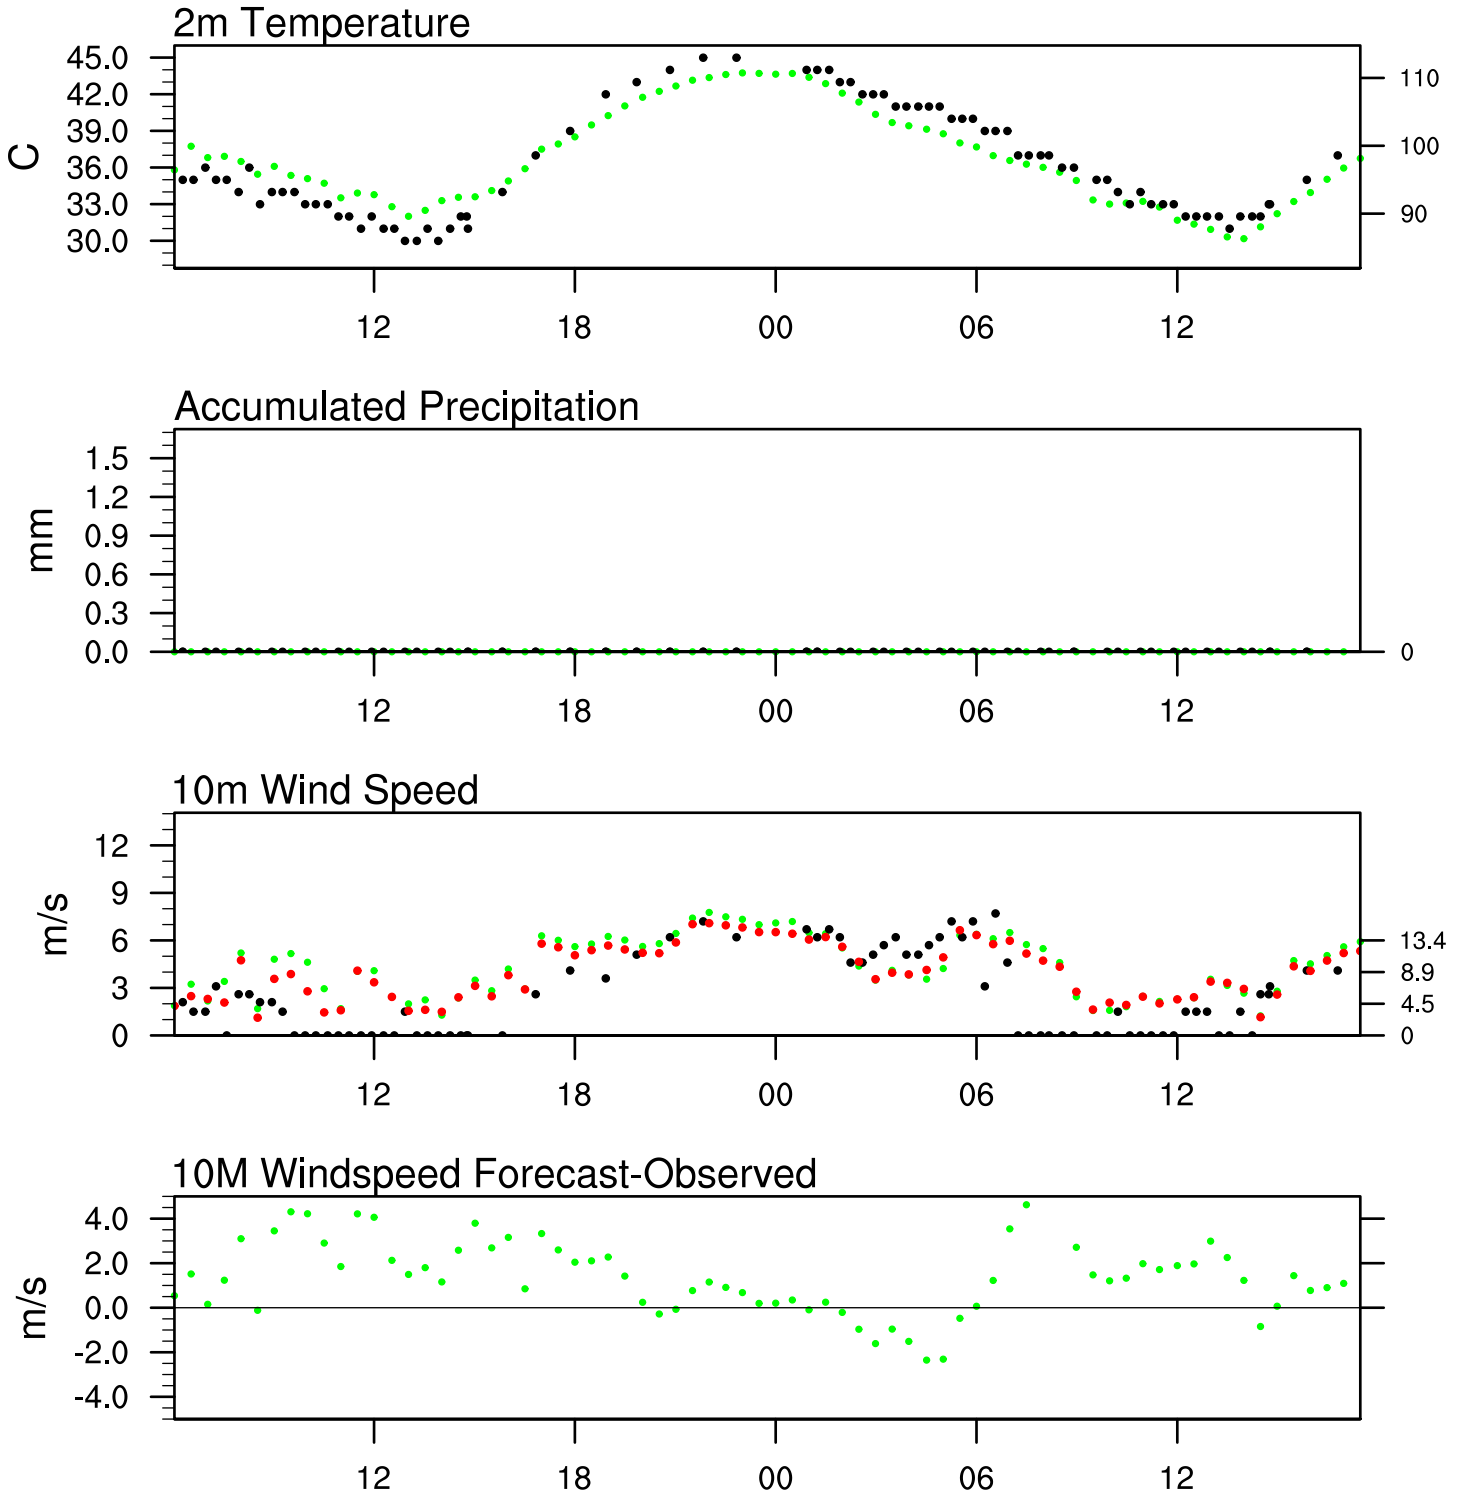 2m Temperature
45.0
42.0
39.0
36.0
33.0
30.0
C
110
100
90
12 18 00 06 12
Accumulated Precipitation
1.5
1.2
0.9
0.6
0.3
0.0
mm
0
12 18 00 06 12
10m Wind Speed
12
9
6
3
0
m/s
13.4
8.9
4.5
0
12 18 00 06 12
10M Windspeed Forecast-Observed
4.0
2.0
0.0
-2.0
-4.0
m/s
12 18 00 06 12